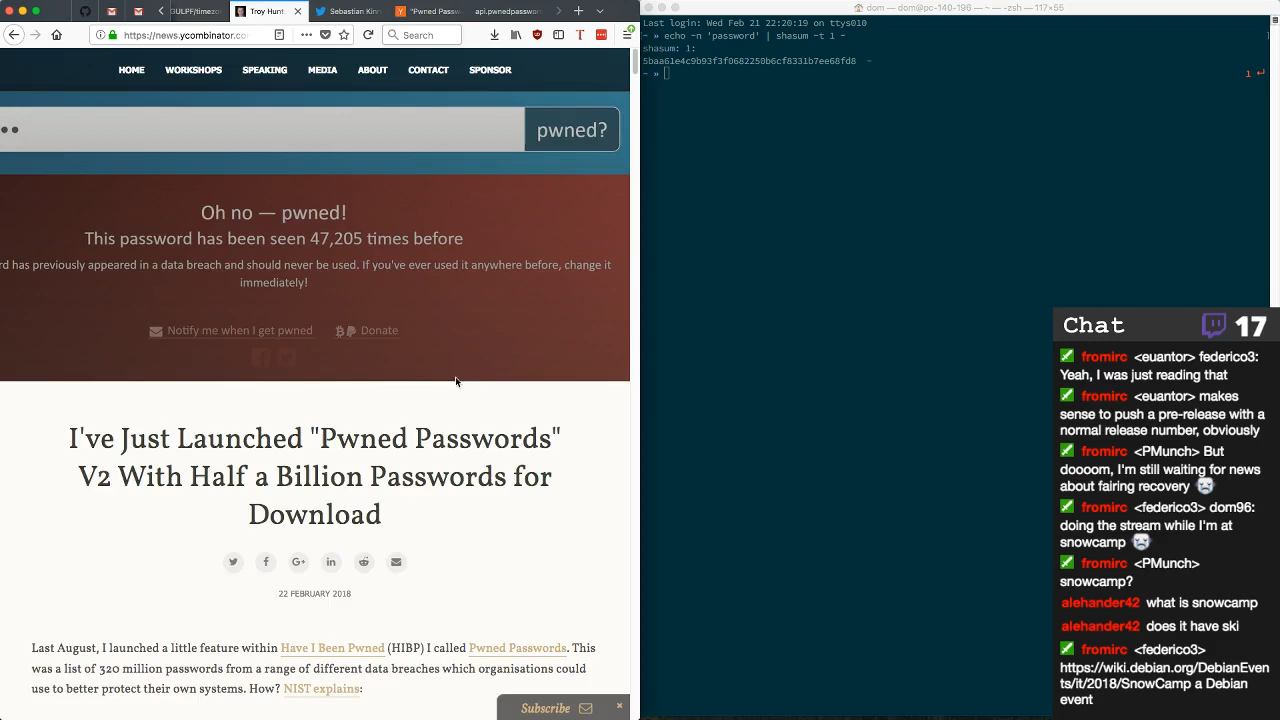 GULPF/timezo
Troy Hunt
Sebastian Kinn
"Pwned Passw
api.pwnedpassword
https://news.ycombinator.c
Search
HOME WORKSHOPS SPEAKING MEDIA ABOUT CONTACT SPONSOR
pwned?
Oh no — pwned!
This password has been seen 47,205 times before
rd has previously appeared in a data breach and should never be used. If you've ever used it anywhere before, change it
immediately!
Notify me when I get pwned
Donate
I've Just Launched "Pwned Passwords"
V2 With Half a Billion Passwords for
Download
22 FEBRUARY 2018
Last August, I launched a little feature within Have I Been Pwned (HIBP) I called Pwned Passwords. This
was a list of 320 million passwords from a range of different data breaches which organisations could
use to better protect their own systems. How? NIST explains:
Subscribe ×
dom — dom@pc-140-196 — ~ — -zsh — 117×55
Last login: Wed Feb 21 22:20:19 on ttys010
~ » echo -n 'password' | shasum -t 1 -
shasum: 1:
5baa61e4c9b93f3f0682250b6cf8331b7ee68fd8  -
~ »
1 ↵
Chat 17
fromirc <euantor> federico3:
Yeah, I was just reading that
fromirc <euantor> makes
sense to push a pre-release with a
normal release number, obviously
fromirc <PMunch> But
doooom, I'm still waiting for news
about fairing recovery
fromirc <federico3> dom96:
doing the stream while I'm at
snowcamp
fromirc <PMunch>
snowcamp?
alehander42 what is snowcamp
alehander42 does it have ski
fromirc <federico3>
https://wiki.debian.org/DebianEven
ts/it/2018/SnowCamp a Debian
event